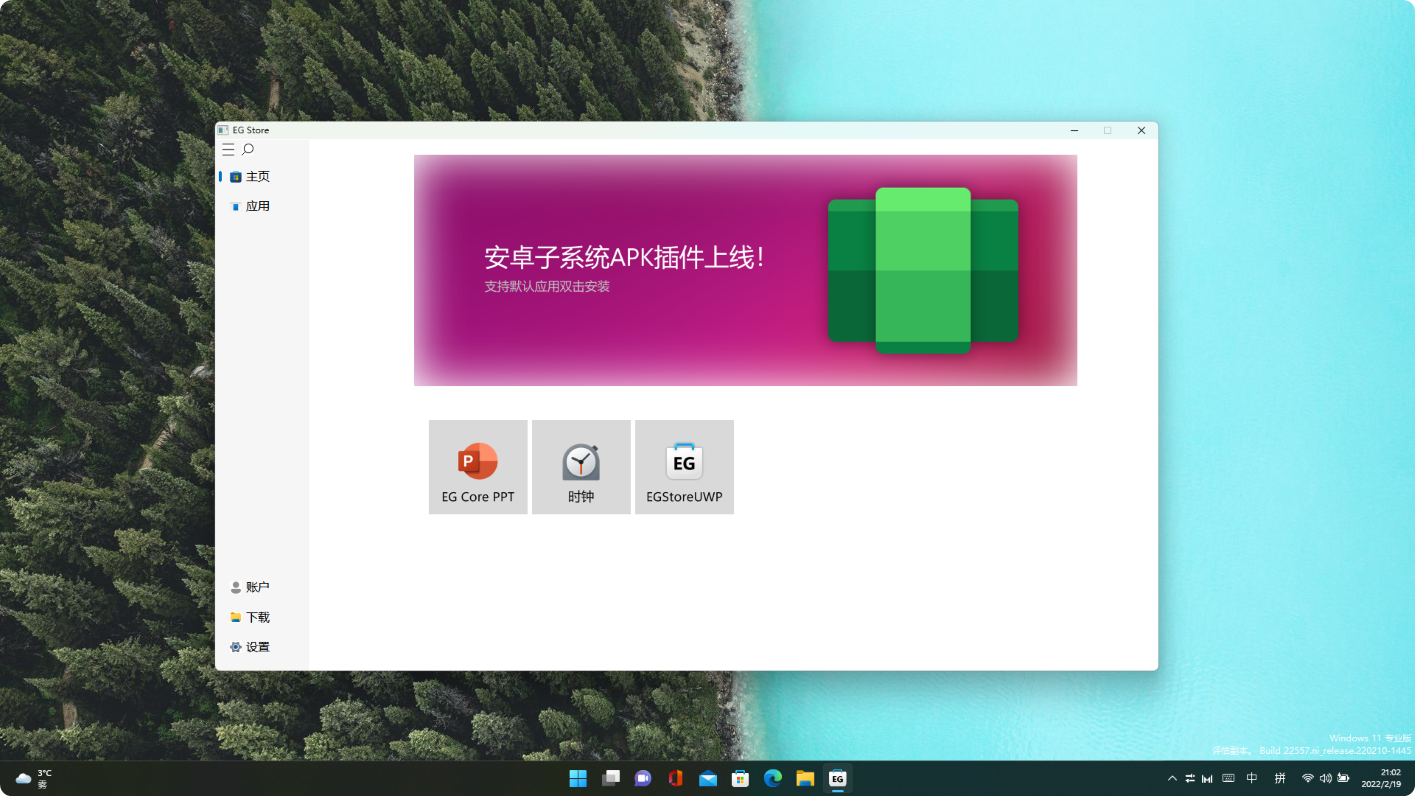 EG Store
主页
应用
安卓子系统APK插件上线!
支持默认应用双击安装
P
EG
EG Core PPT
时钟
EGStoreUWP
账户
下载
设置
Windows 11 专业版
评估副本。 Build 22557.ni_release.220210-1445
3°C
雾
EG
中
拼
21:02
2022/2/19